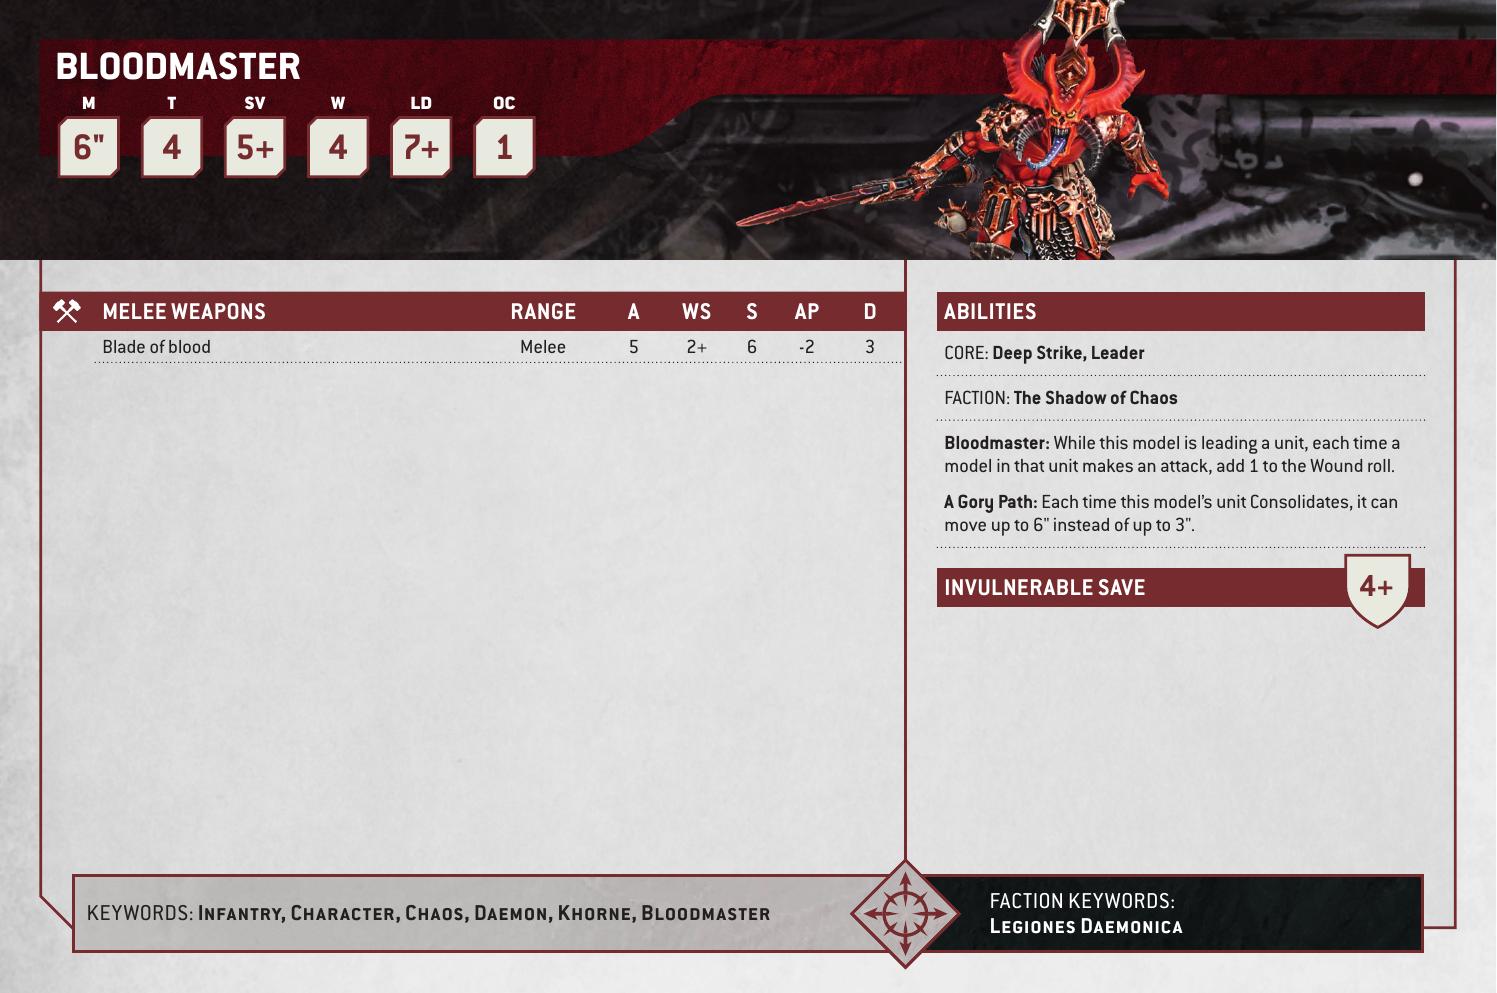 BLOODMASTER
M T SV W LD OC
6" 4 5+ 4 7+ 1
MELEE WEAPONS RANGE A WS S AP D
Blade of blood Melee 5 2+ 6 -2 3
ABILITIES
CORE: Deep Strike, Leader
FACTION: The Shadow of Chaos
Bloodmaster: While this model is leading a unit, each time a
model in that unit makes an attack, add 1 to the Wound roll.
A Gory Path: Each time this model’s unit Consolidates, it can
move up to 6" instead of up to 3".
INVULNERABLE SAVE 4+
KEYWORDS: Infantry, Character, Chaos, Daemon, Khorne, Bloodmaster
FACTION KEYWORDS:
Legiones Daemonica